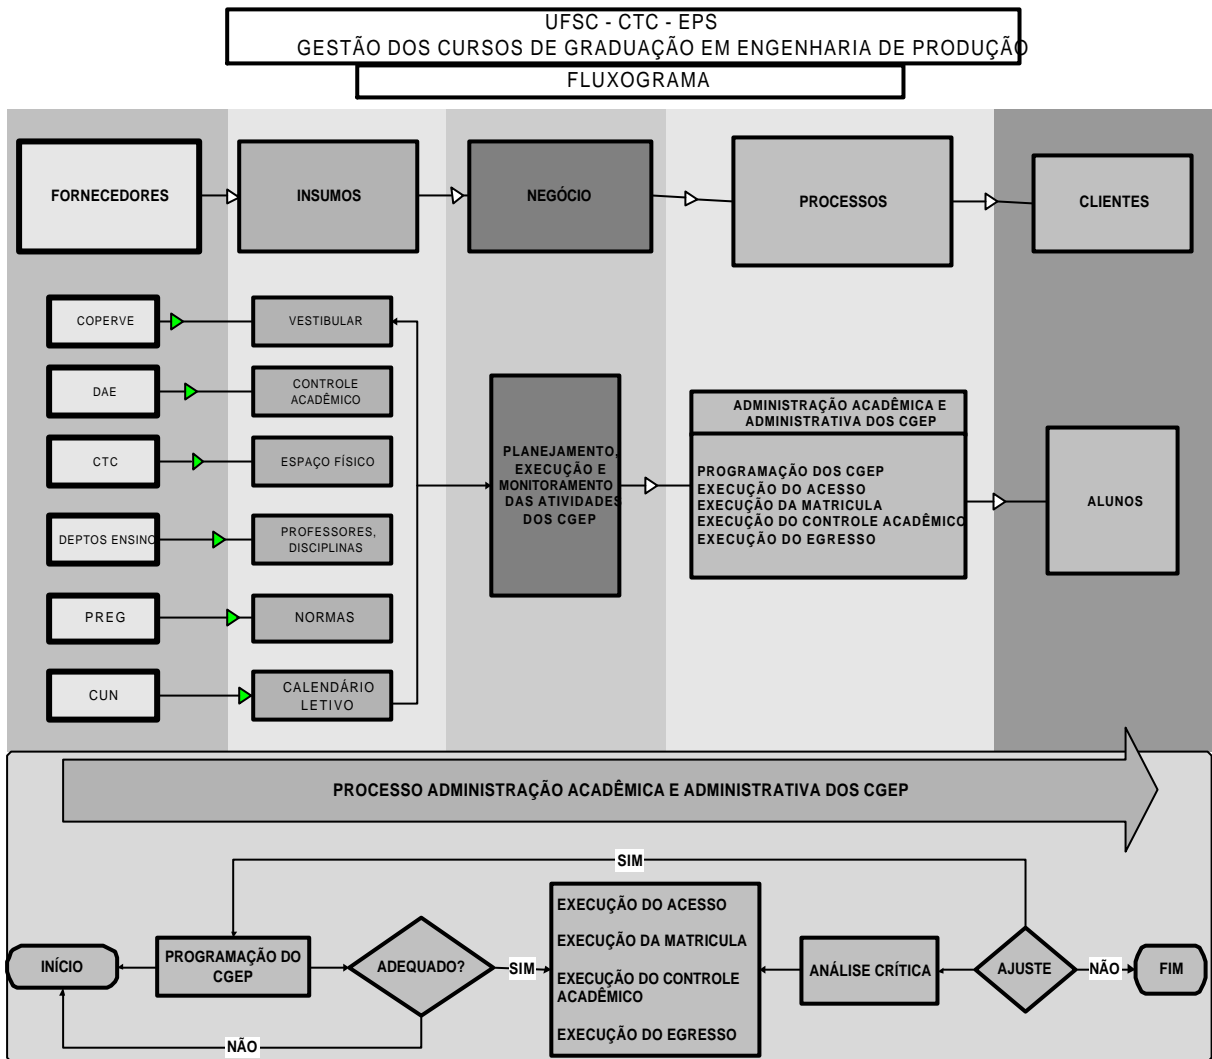 UFSC - CTC - EPS
GESTÃO DOS CURSOS DE GRADUAÇÃO EM ENGENHARIA DE PRODUÇÃO
FLUXOGRAMA
FORNECEDORES
INSUMOS
NEGÓCIO
PROCESSOS
CLIENTES
COPERVE
VESTIBULAR
DAE
CONTROLE
ACADÊMICO
CTC
ESPAÇO FÍSICO
DEPTOS ENSINO
PROFESSORES,
DISCIPLINAS
PREG
NORMAS
CUN
CALENDÁRIO
LETIVO
PLANEJAMENTO,
EXECUÇÃO E
MONITORAMENTO
DAS ATIVIDADES
DOS CGEP
ADMINISTRAÇÃO ACADÊMICA E
ADMINISTRATIVA DOS CGEP
PROGRAMAÇÃO DOS CGEP
EXECUÇÃO DO ACESSO
EXECUÇÃO DA MATRICULA
EXECUÇÃO DO CONTROLE ACADÊMICO
EXECUÇÃO DO EGRESSO
ALUNOS
PROCESSO ADMINISTRAÇÃO ACADÊMICA E ADMINISTRATIVA DOS CGEP
SIM
INÍCIO
PROGRAMAÇÃO DO
CGEP
ADEQUADO?
SIM
EXECUÇÃO DO ACESSO
EXECUÇÃO DA MATRICULA
EXECUÇÃO DO CONTROLE
ACADÊMICO
EXECUÇÃO DO EGRESSO
ANÁLISE CRÍTICA
AJUSTE
NÃO
FIM
NÃO